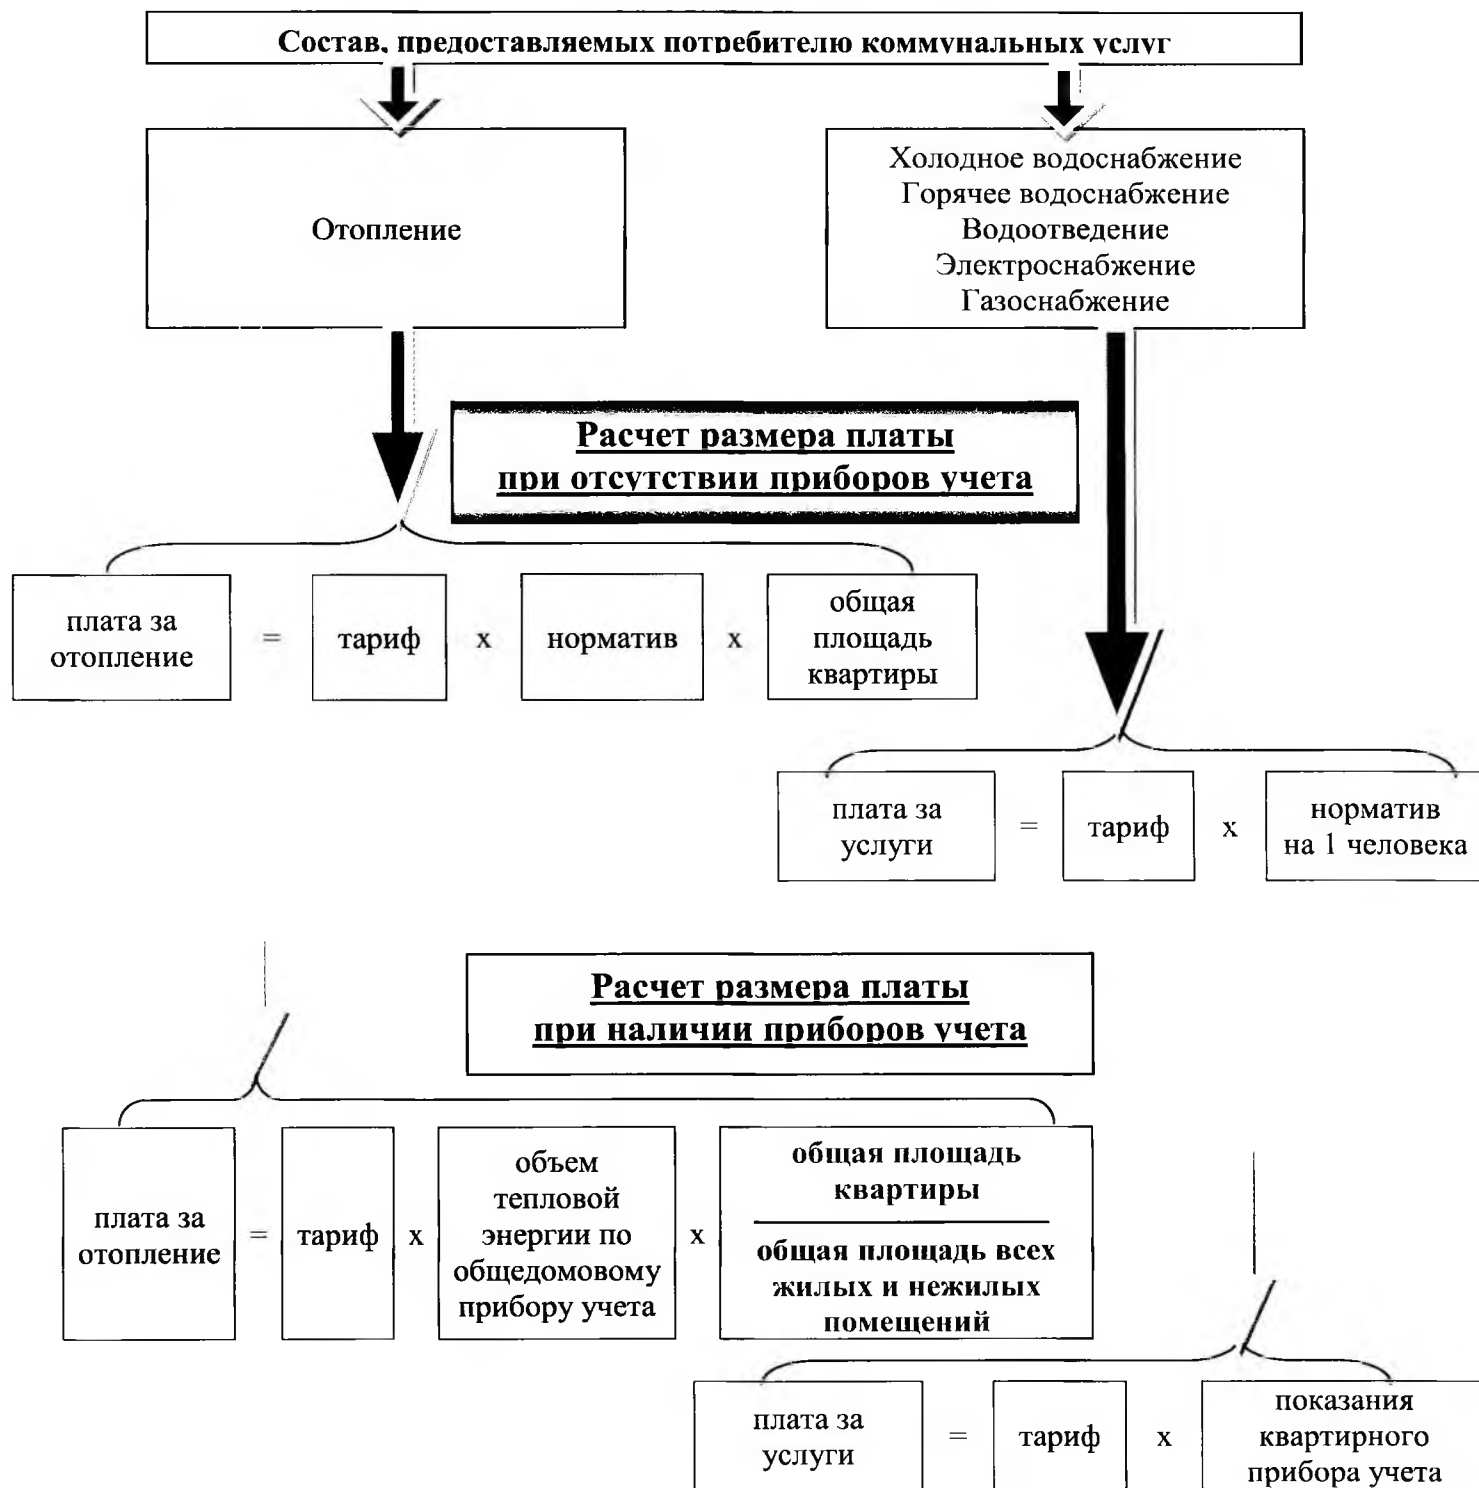 Состав, предоставляемых потребителю коммунальных услуг
Отопление
Холодное водоснабжение
Горячее водоснабжение
Водоотведение
Электроснабжение
Газоснабжение
Расчет размера платы
при отсутствии приборов учета
плата за
отопление
=
тариф
х
норматив
х
общая
площадь
квартиры
плата за
услуги
=
тариф
х
норматив
на 1 человека
Расчет размера платы
при наличии приборов учета
плата за
отопление
=
тариф
х
объем
тепловой
энергии по
общедомовому
прибору учета
х
общая площадь
квартиры
общая площадь всех
жилых и нежилых
помещений
плата за
услуги
=
тариф
х
показания
квартирного
прибора учета